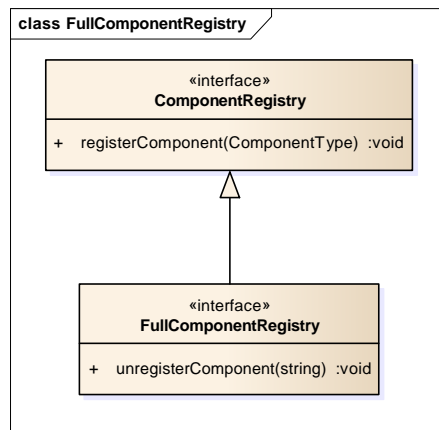 class FullComponentRegistry
«interface»
ComponentRegistry
+ registerComponent(ComponentType) :void
«interface»
FullComponentRegistry
+ unregisterComponent(string) :void